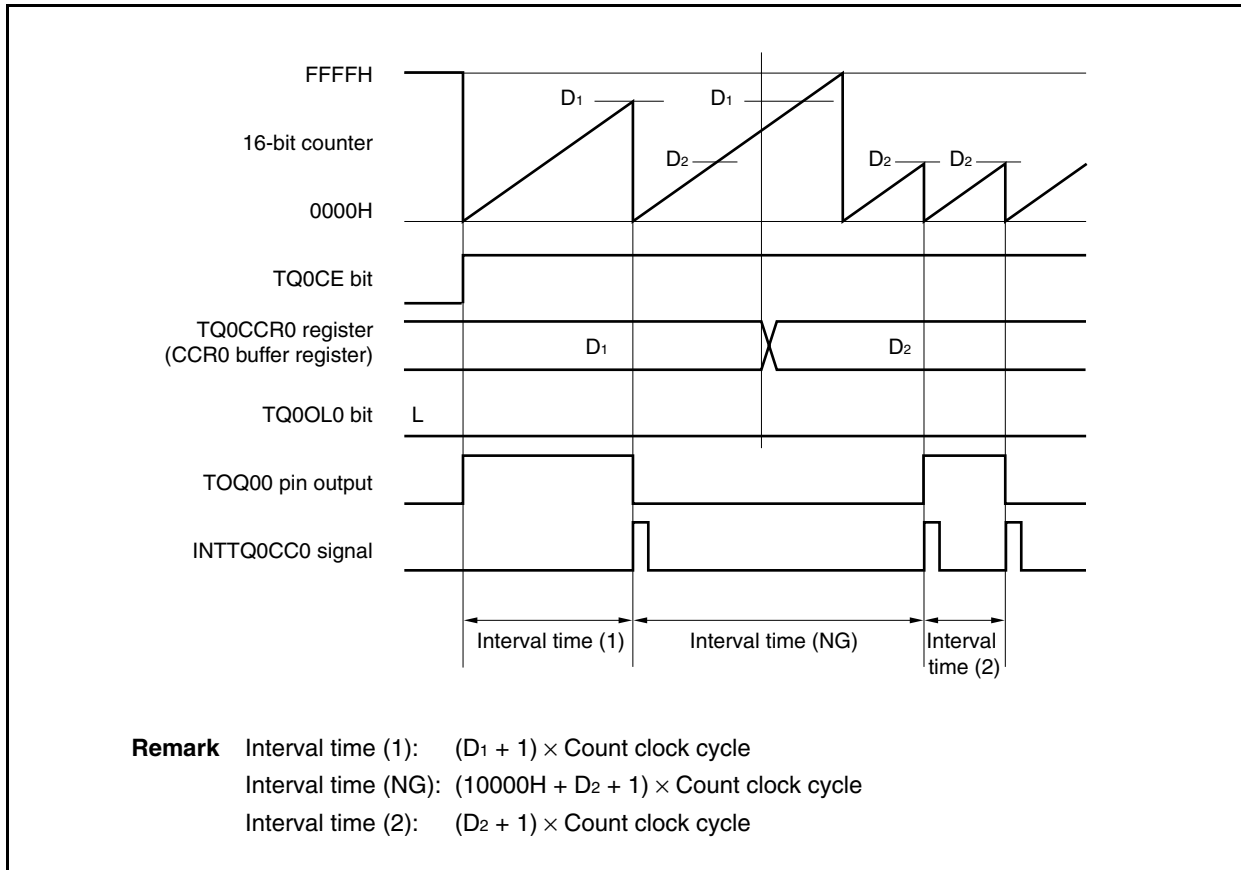 FFFFH
D1
D1
16-bit counter
D2
D2
D2
0000H
TQ0CE bit
TQ0CCR0 register
(CCR0 buffer register)
D1
D2
TQ0OL0 bit
L
TOQ00 pin output
INTTQ0CC0 signal
Interval time (1)
Interval time (NG)
Interval
time (2)
Remark Interval time (1): (D1 + 1) × Count clock cycle
Interval time (NG): (10000H + D2 + 1) × Count clock cycle
Interval time (2): (D2 + 1) × Count clock cycle